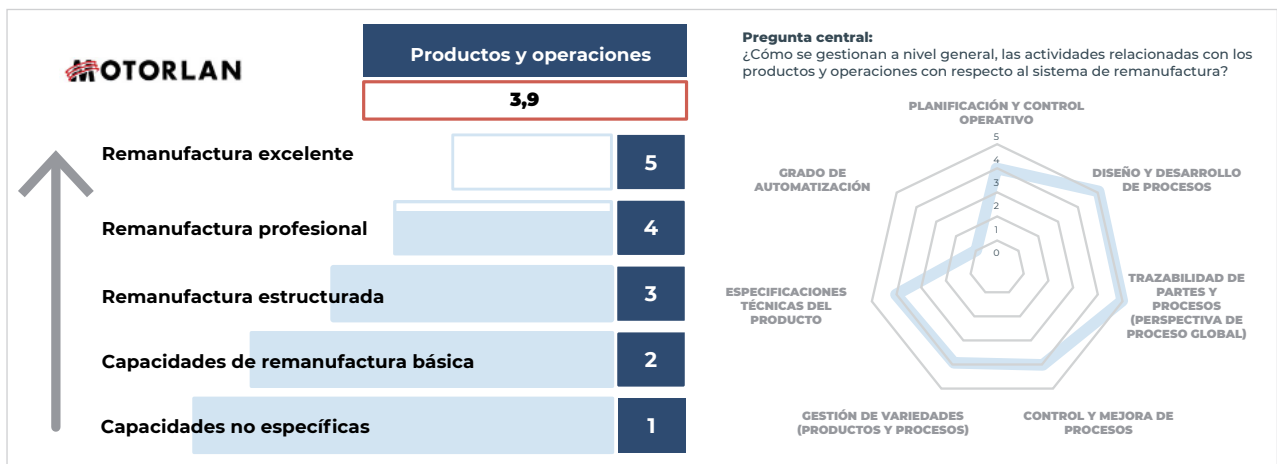 MOTORLAN
Productos y operaciones
3,9
Remanufactura excelente
5
Remanufactura profesional
4
Remanufactura estructurada
3
Capacidades de remanufactura básica
2
Capacidades no específicas
1
Pregunta central:
¿Cómo se gestionan a nivel general, las actividades relacionadas con los
productos y operaciones con respecto al sistema de remanufactura?
PLANIFICACIÓN Y CONTROL
OPERATIVO
5
4
3
2
1
0
DISEÑO Y DESARROLLO
DE PROCESOS
TRAZABILIDAD DE
PARTES Y
PROCESOS
(PERSPECTIVA DE
PROCESO GLOBAL)
CONTROL Y MEJORA DE
PROCESOS
GESTIÓN DE VARIEDADES
(PRODUCTOS Y PROCESOS)
ESPECIFICACIONES
TÉCNICAS DEL
PRODUCTO
GRADO DE
AUTOMATIZACIÓN